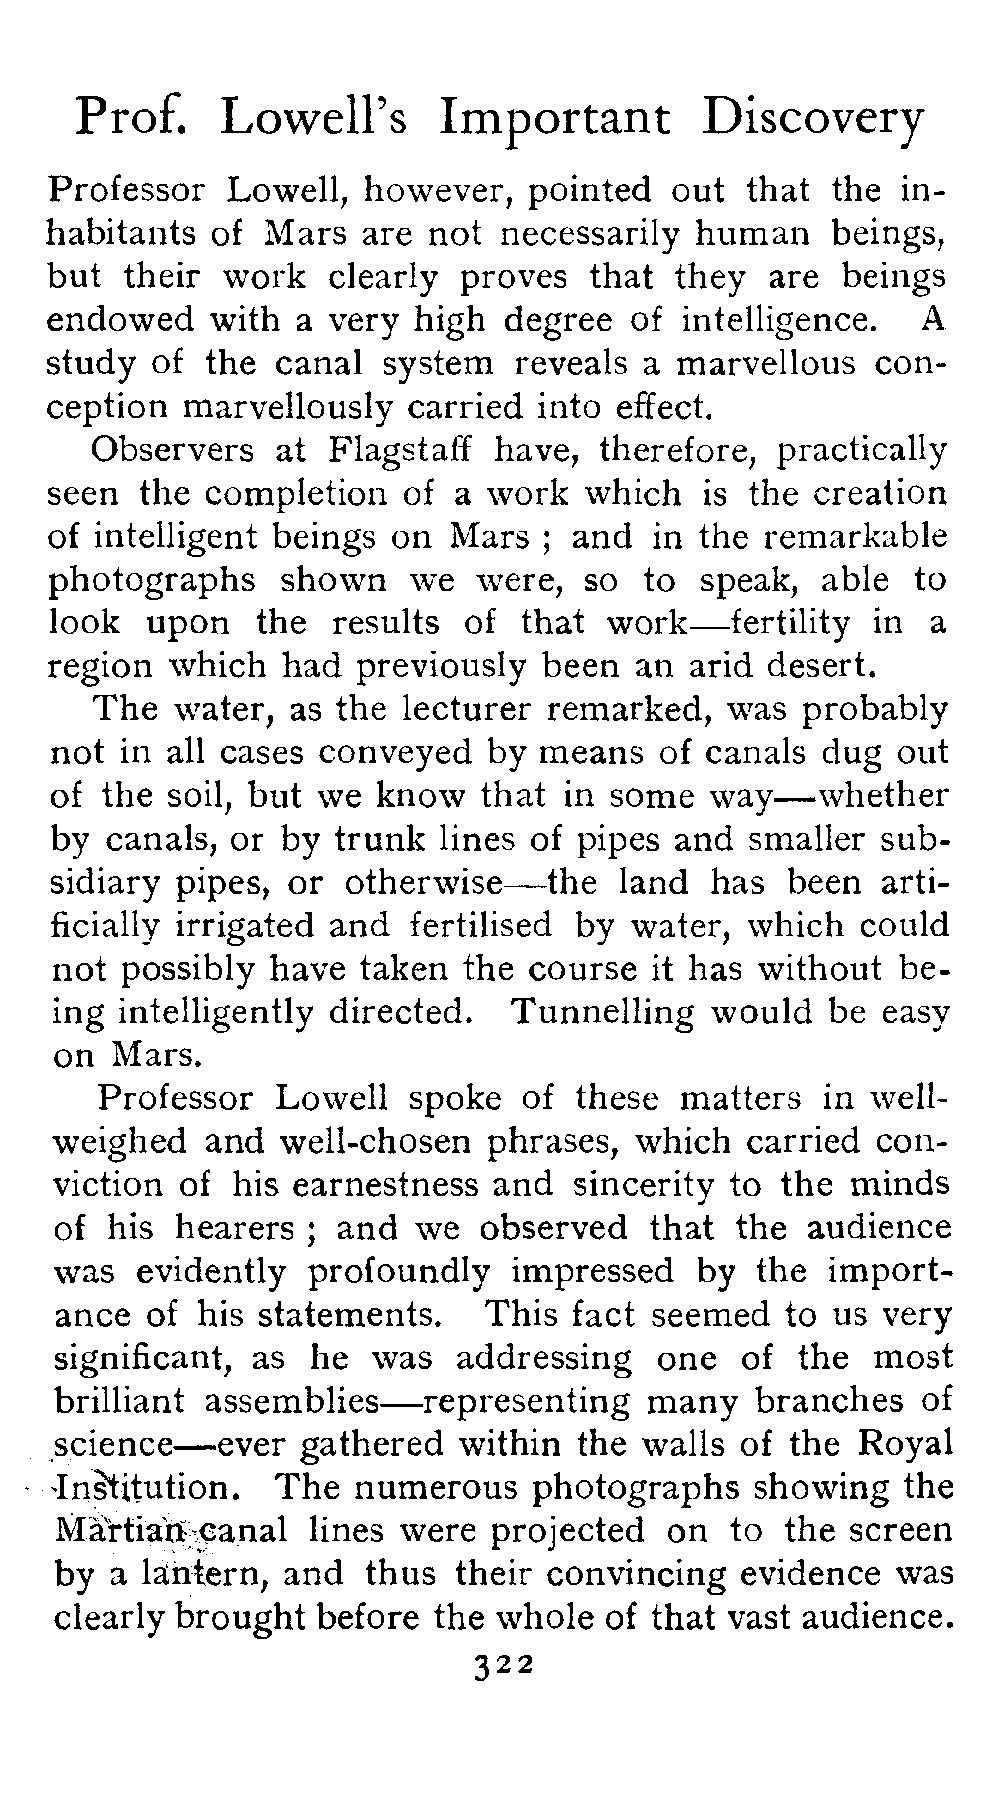 Prof. Lowell's Important Discovery
Professor Lowell, however, pointed out that the in-
habitants of Mars are not necessarily human beings,
but their work clearly proves that they are beings
endowed with a very high degree of intelligence. A
study of the canal system reveals a marvellous con-
ception marvellously carried into effect.
Observers at Flagstaff have, therefore, practically
seen the completion of a work which is the creation
of intelligent beings on Mars ; and in the remarkable
photographs shown we were, so to speak, able to
look upon the results of that work—fertility in a
region which had previously been an arid desert.
The water, as the lecturer remarked, was probably
not in all cases conveyed by means of canals dug out
of the soil, but we know that in some way—whether
by canals, or by trunk lines of pipes and smaller sub-
sidiary pipes, or otherwise—the land has been arti-
ficially irrigated and fertilised by water, which could
not possibly have taken the course it has without be-
ing intelligently directed. Tunnelling would be easy
on Mars.
Professor Lowell spoke of these matters in well-
weighed and well-chosen phrases, which carried con-
viction of his earnestness and sincerity to the minds
of his hearers ; and we observed that the audience
was evidently profoundly impressed by the import-
ance of his statements. This fact seemed to us very
significant, as he was addressing one of the most
brilliant assemblies—representing many branches of
science—ever gathered within the walls of the Royal
Institution. The numerous photographs showing the
Martian canal lines were projected on to the screen
by a lantern, and thus their convincing evidence was
clearly brought before the whole of that vast audience.
322